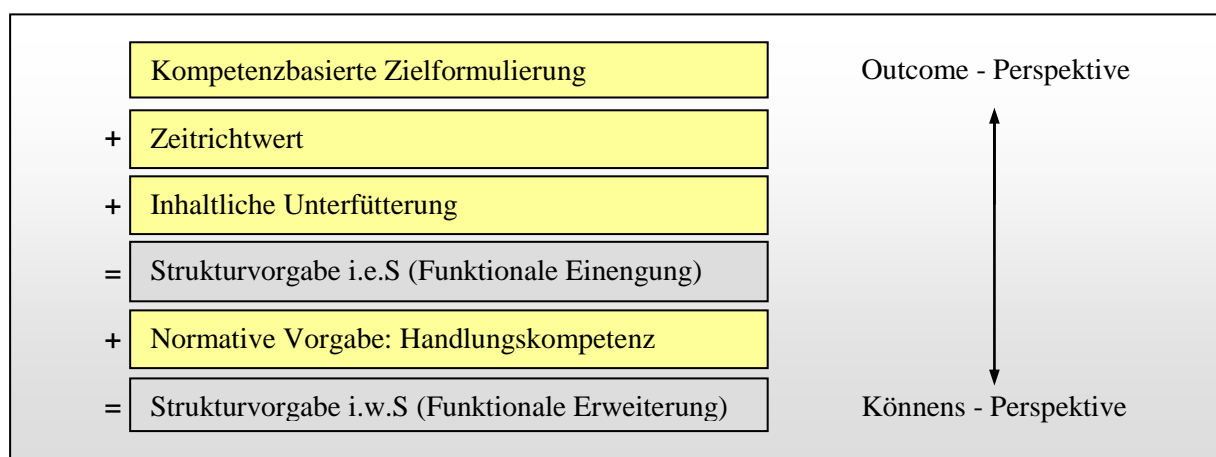 Kompetenzbasierte Zielformulierung Outcome - Perspektive
+ Zeitrichtwert
+ Inhaltliche Unterfütterung
= Strukturvorgabe i.e.S (Funktionale Einengung)
+ Normative Vorgabe: Handlungskompetenz
= Strukturvorgabe i.w.S (Funktionale Erweiterung) Könnens - Perspektive